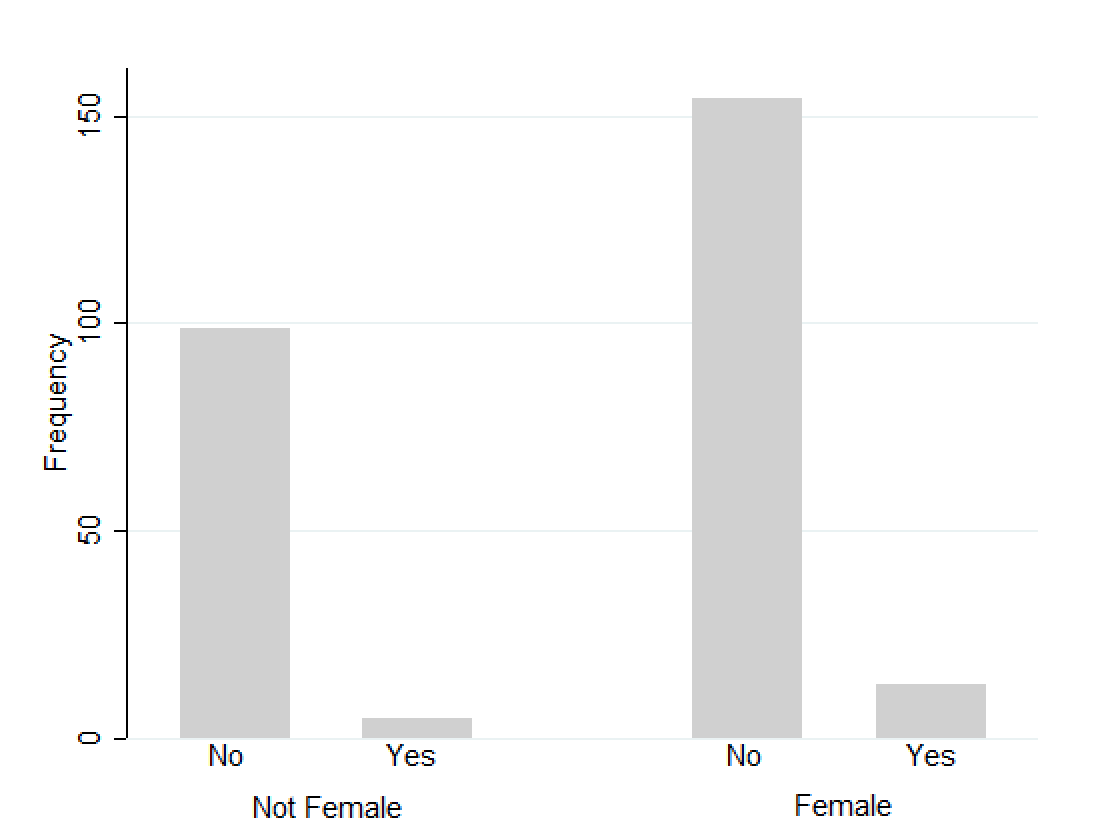 150
100
50
0
Frequency
No Yes No Yes
Not Female Female